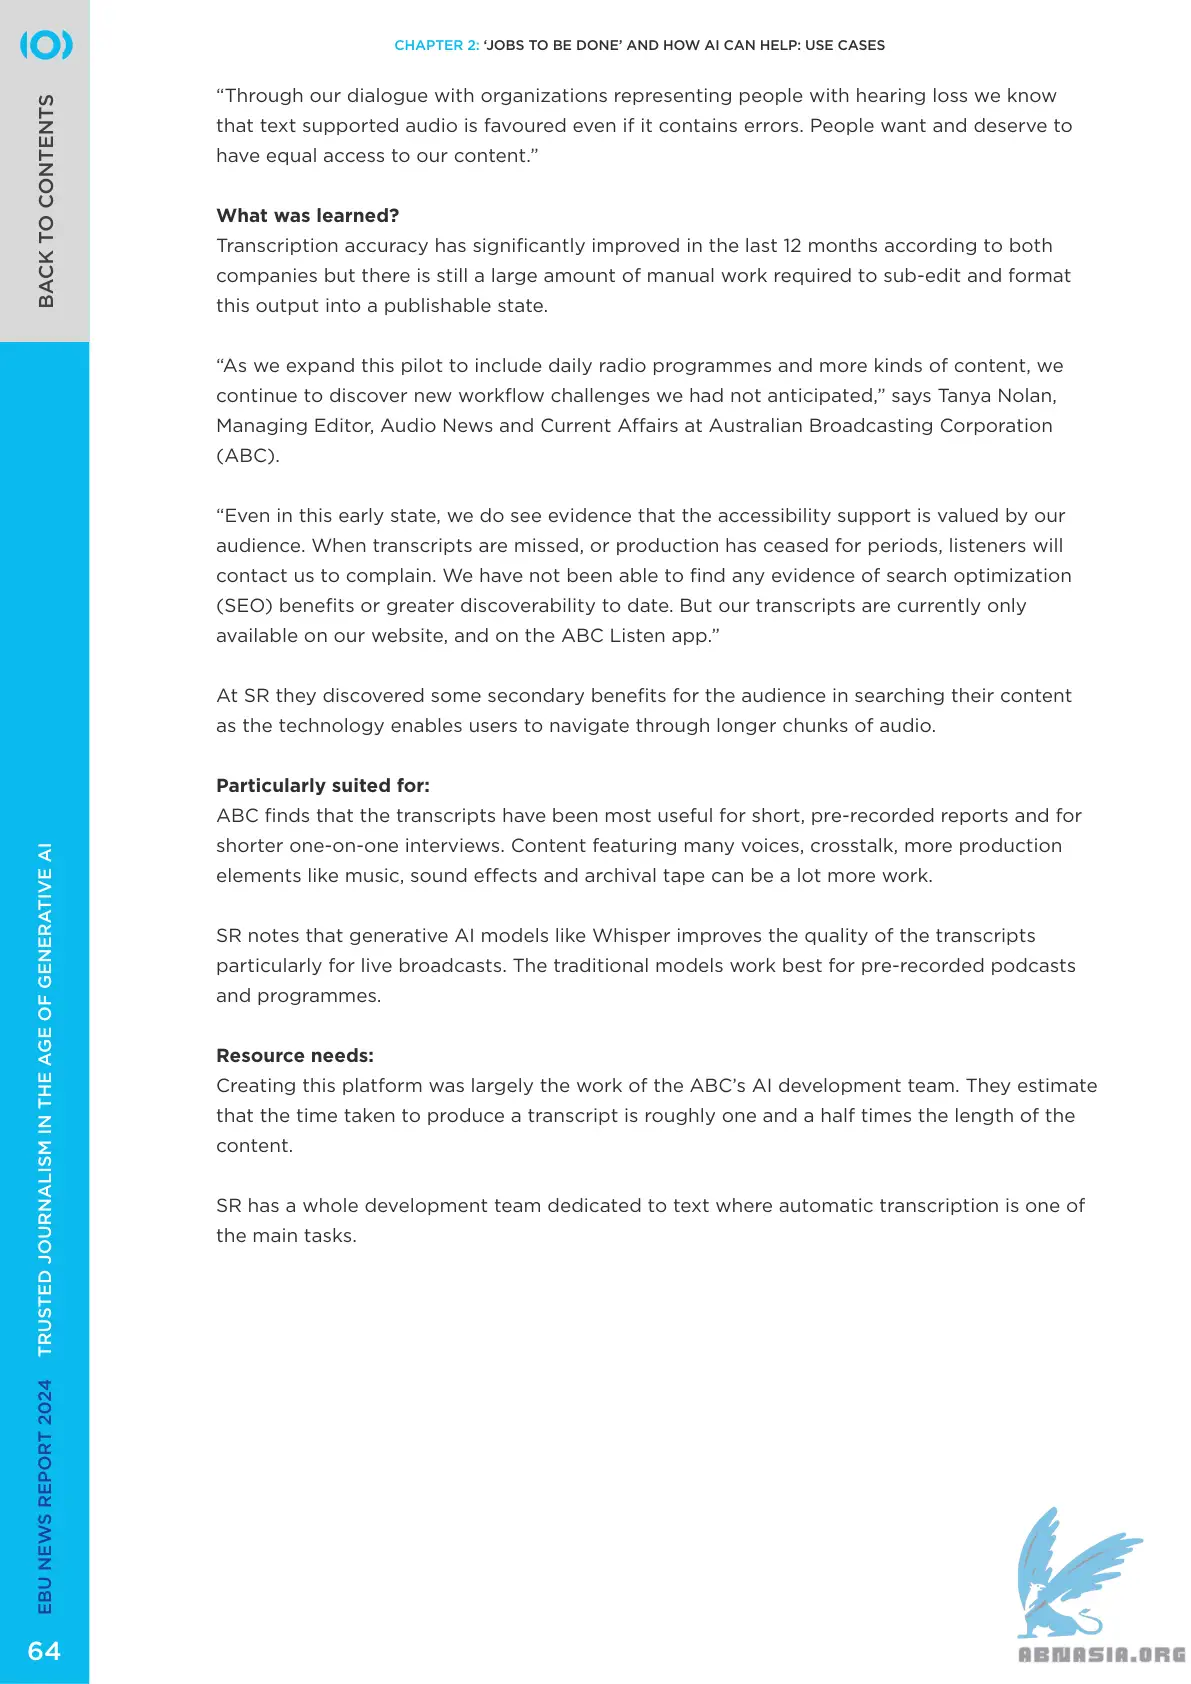 CHAPTER 2: ‘JOBS TO BE DONE’ AND HOW AI CAN HELP: USE CASES
BACK TO CONTENTS
“Through our dialogue with organizations representing people with hearing loss we know
that text supported audio is favoured even if it contains errors. People want and deserve to
have equal access to our content.”
What was learned?
Transcription accuracy has significantly improved in the last 12 months according to both
companies but there is still a large amount of manual work required to sub-edit and format
this output into a publishable state.
“As we expand this pilot to include daily radio programmes and more kinds of content, we
continue to discover new workflow challenges we had not anticipated,” says Tanya Nolan,
Managing Editor, Audio News and Current Affairs at Australian Broadcasting Corporation
(ABC).
“Even in this early state, we do see evidence that the accessibility support is valued by our
audience. When transcripts are missed, or production has ceased for periods, listeners will
contact us to complain. We have not been able to find any evidence of search optimization
(SEO) benefits or greater discoverability to date. But our transcripts are currently only
available on our website, and on the ABC Listen app.”
At SR they discovered some secondary benefits for the audience in searching their content
as the technology enables users to navigate through longer chunks of audio.
Particularly suited for:
ABC finds that the transcripts have been most useful for short, pre-recorded reports and for
shorter one-on-one interviews. Content featuring many voices, crosstalk, more production
elements like music, sound effects and archival tape can be a lot more work.
SR notes that generative AI models like Whisper improves the quality of the transcripts
particularly for live broadcasts. The traditional models work best for pre-recorded podcasts
and programmes.
Resource needs:
Creating this platform was largely the work of the ABC’s AI development team. They estimate
that the time taken to produce a transcript is roughly one and a half times the length of the
content.
SR has a whole development team dedicated to text where automatic transcription is one of
the main tasks.
EBU NEWS REPORT 2024 TRUSTED JOURNALISM IN THE AGE OF GENERATIVE AI
64
ABNASIA.ORG